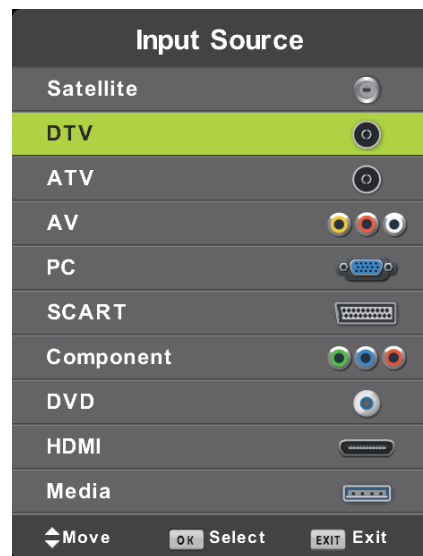 Input Source
Satellite
DTV
ATV
AV
PC
SCART
Component
DVD
HDMI
Media
Move OK Select EXIT Exit